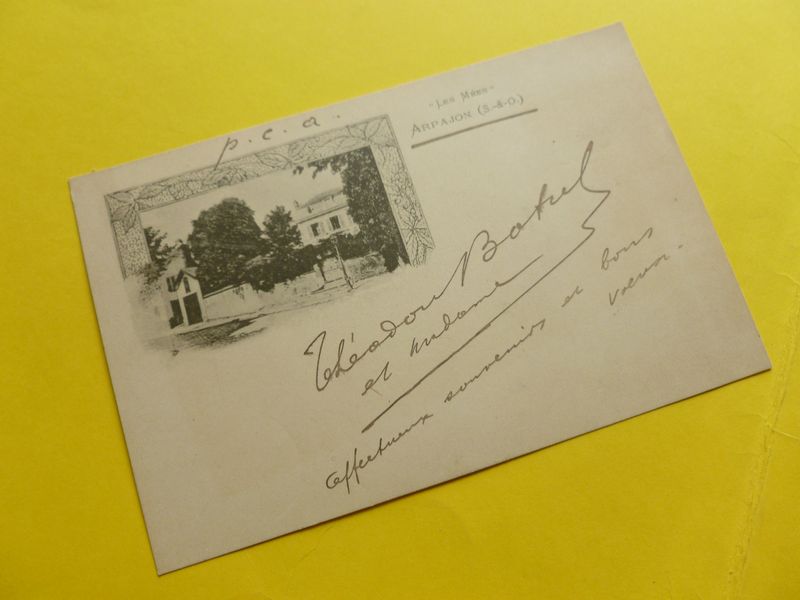 p. c. a.
"LES MÉES"
ARPAJON (S.-&-O.)
Théodore Botrel
et madame
affectueux souvenirs et bons
vœux.